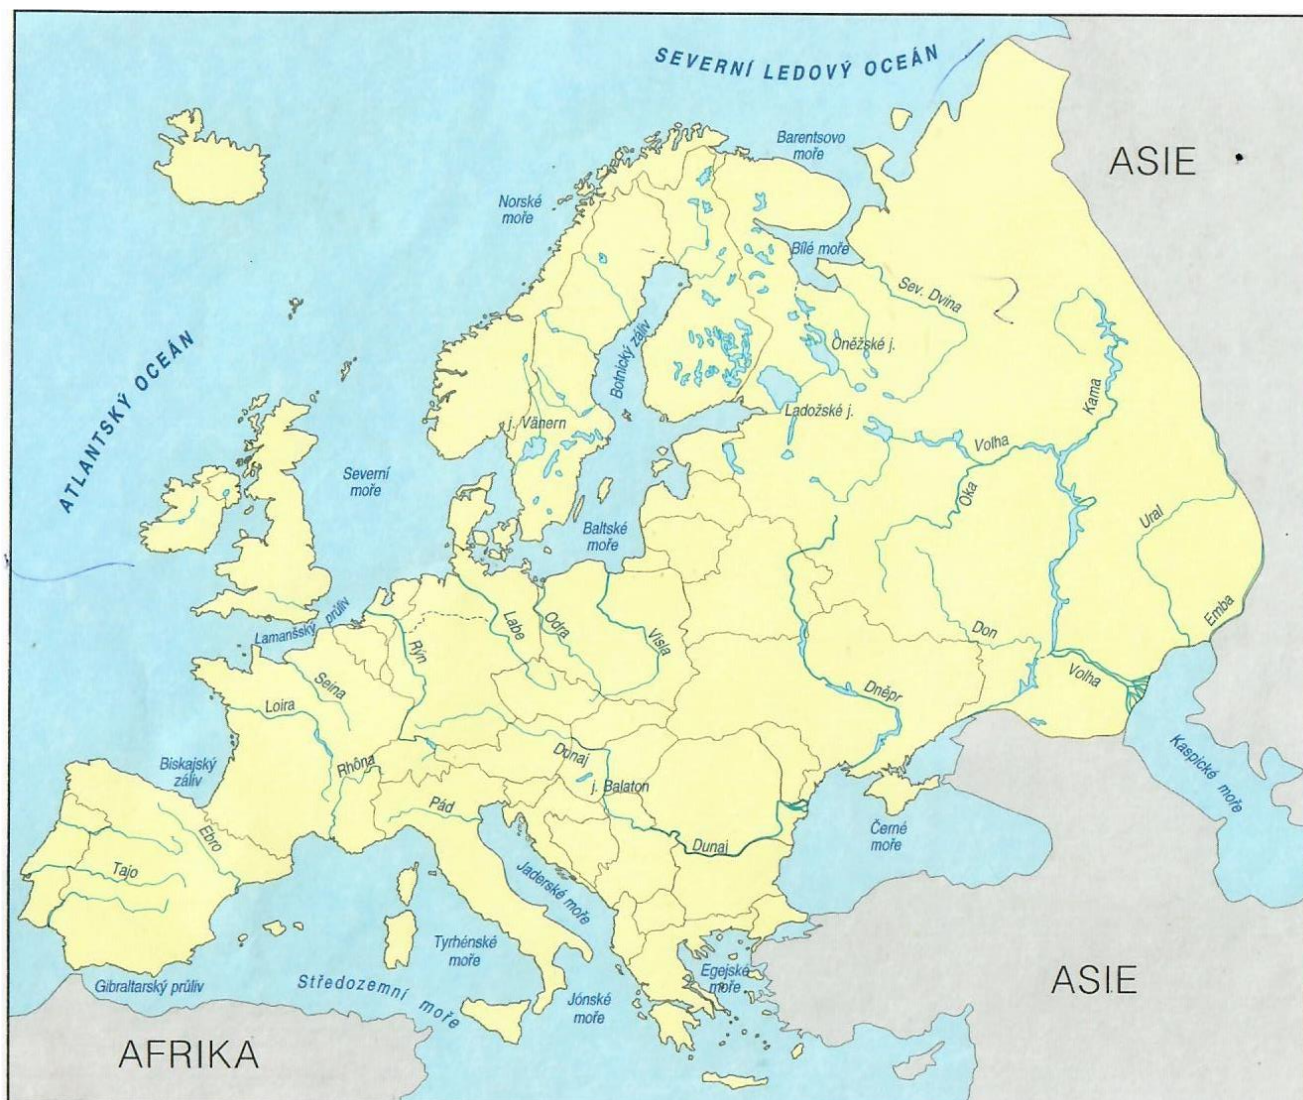 SEVERNÍ LEDOVÝ OCEÁN
Barentsovo
moře
ASIE
Norské
moře
Bílé moře
Sev. Dvina
ATLANTSKÝ OCEÁN
Botnický záliv
Oněžské j.
Kama
Ladožské j.
j. Vänern
Volha
Severní
moře
Oka
Ural
Baltské
moře
Lamanšský průliv
Rýn
Labe
Odra
Visla
Don
Emba
Volha
Seina
Loira
Dněpr
Biskajský
záliv
Rhôna
Donaj
j. Balaton
Kaspické moře
Pád
Ebro
Dunaj
Černé
moře
Tajo
Jaderské moře
Tyrhénské
moře
Egejské
moře
ASIE
Gibraltarský průliv
Středozemní moře
Jónské
moře
AFRIKA